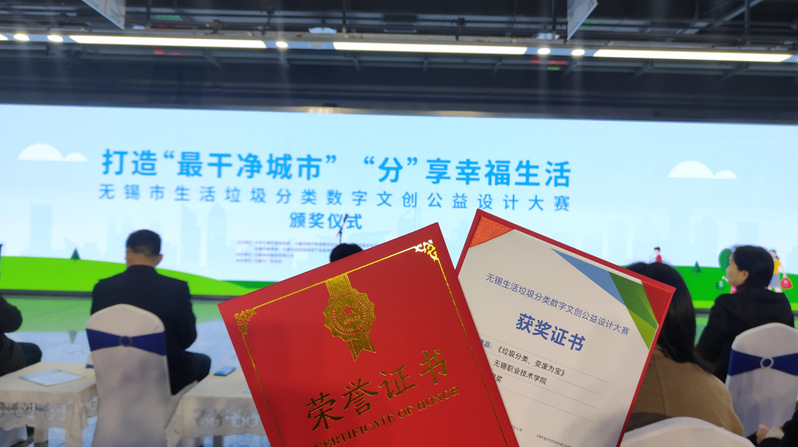 打造“最干净城市” “分”享幸福生活
无锡市生活垃圾分类数字文创公益设计大赛
颁奖仪式
荣誉证书
CERTIFICATE OF HONOR
无锡生活垃圾分类数字文创公益设计大赛
获奖证书
品：《垃圾分类，变废为宝》
无锡职业技术学院
奖